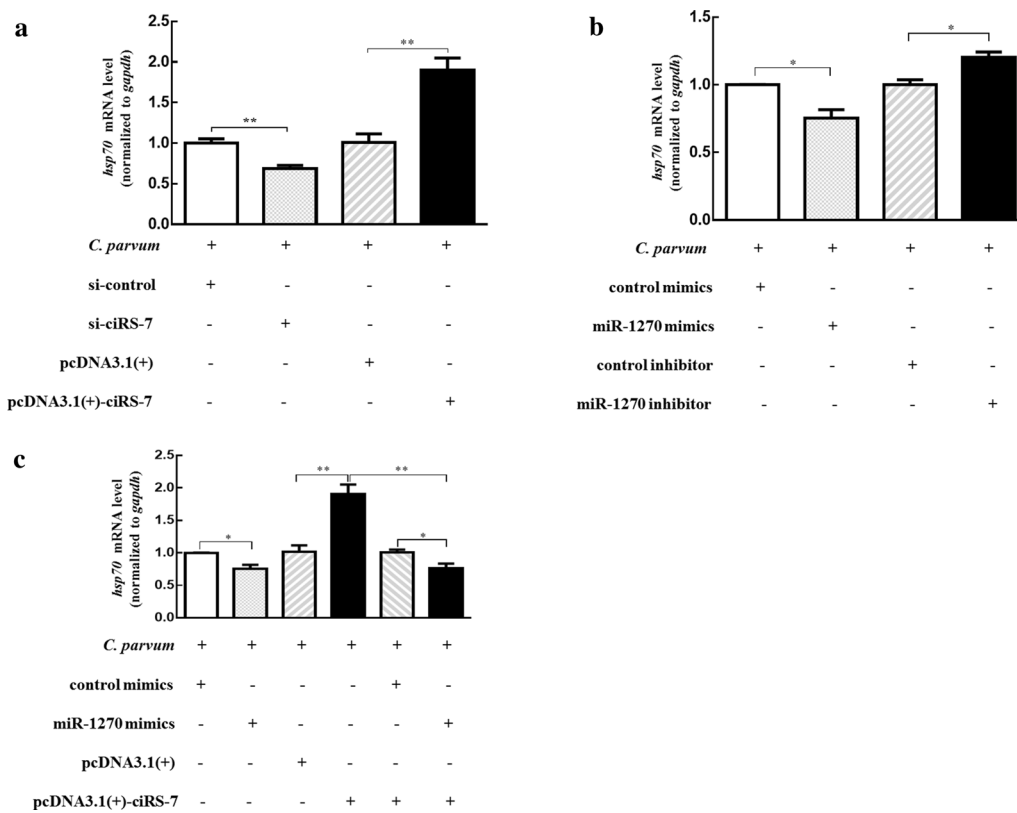 a
hsp70 mRNA level
(normalized to gapdh)
2.5
2.0
1.5
1.0
0.5
0.0
**
**
C. parvum + + + +
si-control + - - -
si-ciRS-7 - + - -
pcDNA3.1(+) - - + -
pcDNA3.1(+)-ciRS-7 - - - +
b
hsp70 mRNA level
(normalized to gapdh)
1.5
1.0
0.5
0.0
*
*
C. parvum + + + +
control mimics + - - -
miR-1270 mimics - + - -
control inhibitor - - + -
miR-1270 inhibitor - - - +
c
hsp70 mRNA level
(normalized to gapdh)
2.5
2.0
1.5
1.0
0.5
0.0
*
**
**
*
C. parvum + + + + + +
control mimics + - - - + -
miR-1270 mimics - + - - - +
pcDNA3.1(+) - - + - - -
pcDNA3.1(+)-ciRS-7 - - - + + +